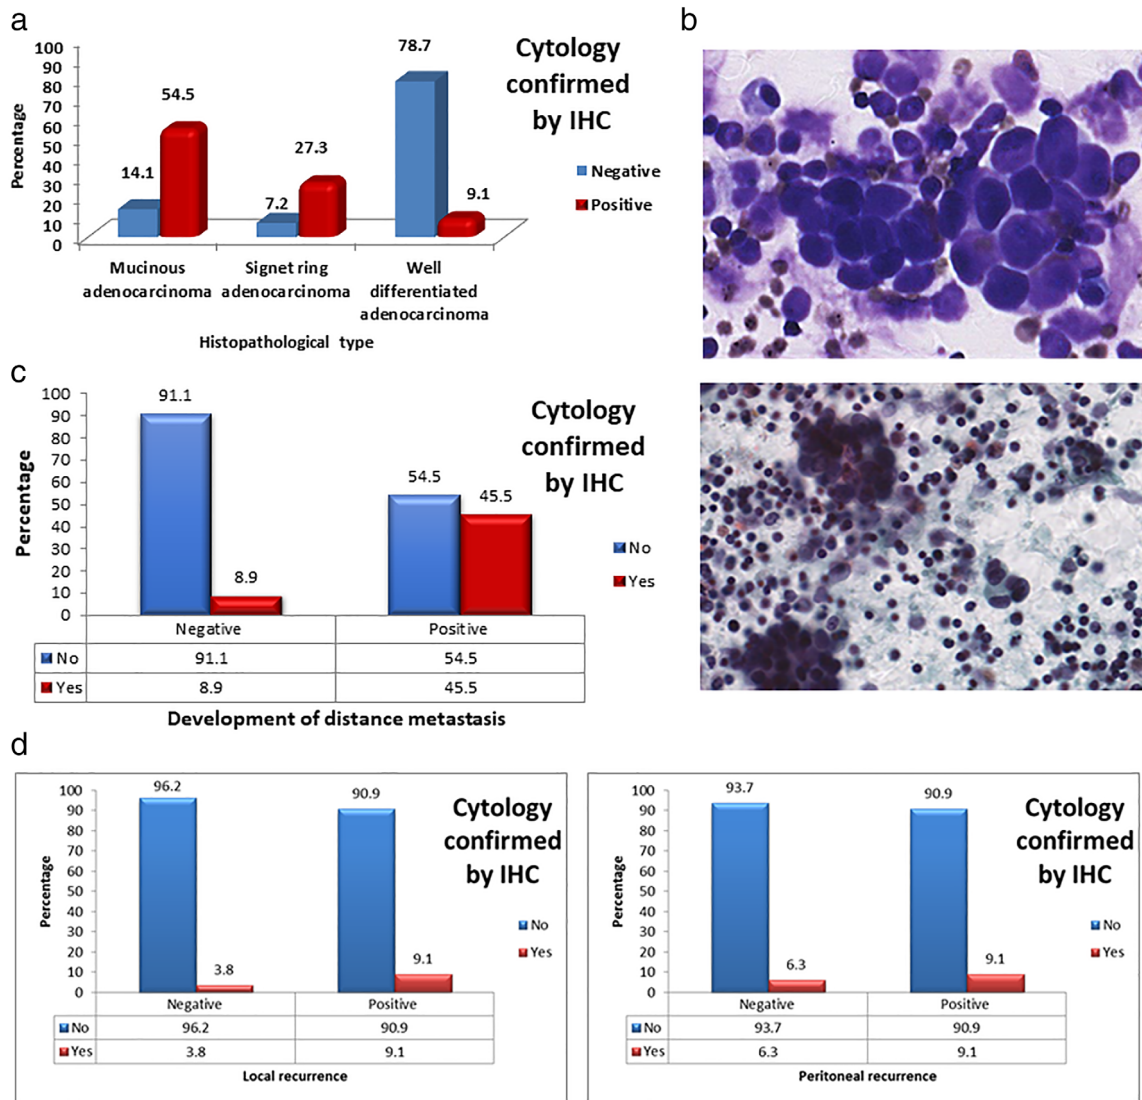 a
Cytology
confirmed
by IHC
Percentage
100
90
80
70
60
50
40
30
20
10
0
14.1
54.5
7.2
27.3
78.7
9.1
Negative
Positive
Mucinous
adenocarcinoma
Signet ring
adenocarcinoma
Well
differentiated
adenocarcinoma
Histopathological type
b
c
Cytology
confirmed
by IHC
Percentage
100
90
80
70
60
50
40
30
20
10
0
91.1
8.9
54.5
45.5
No
Yes
Negative Positive
No 91.1 54.5
Yes 8.9 45.5
Development of distance metastasis
d
Cytology
confirmed
by IHC
Percentage
100
90
80
70
60
50
40
30
20
10
0
96.2
3.8
90.9
9.1
No
Yes
Negative Positive
No 96.2 90.9
Yes 3.8 9.1
Local recurrence
Cytology
confirmed
by IHC
Percentage
100
90
80
70
60
50
40
30
20
10
0
93.7
6.3
90.9
9.1
No
Yes
Negative Positive
No 93.7 90.9
Yes 6.3 9.1
Peritoneal recurrence